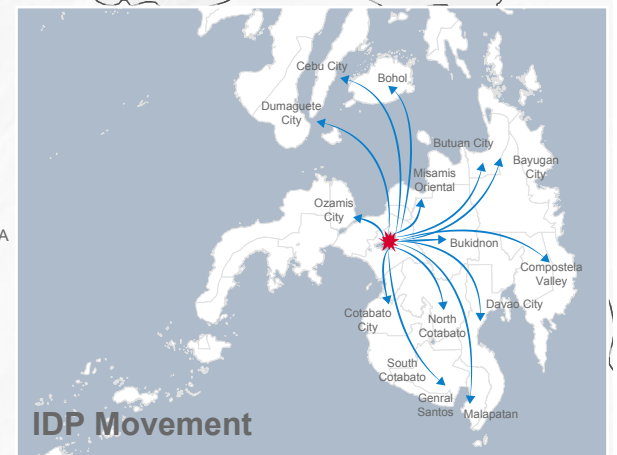 Cebu City
Bohol
Dumaguete
City
Butuan City
Bayugan
City
Misamis
Oriental
Ozamis
City
A
Bukidnon
Compostela
Valley
Davao City
Cotabato
City
North
Cotabato
South
Cotabato
Genral
Santos
Malapatan
IDP Movement